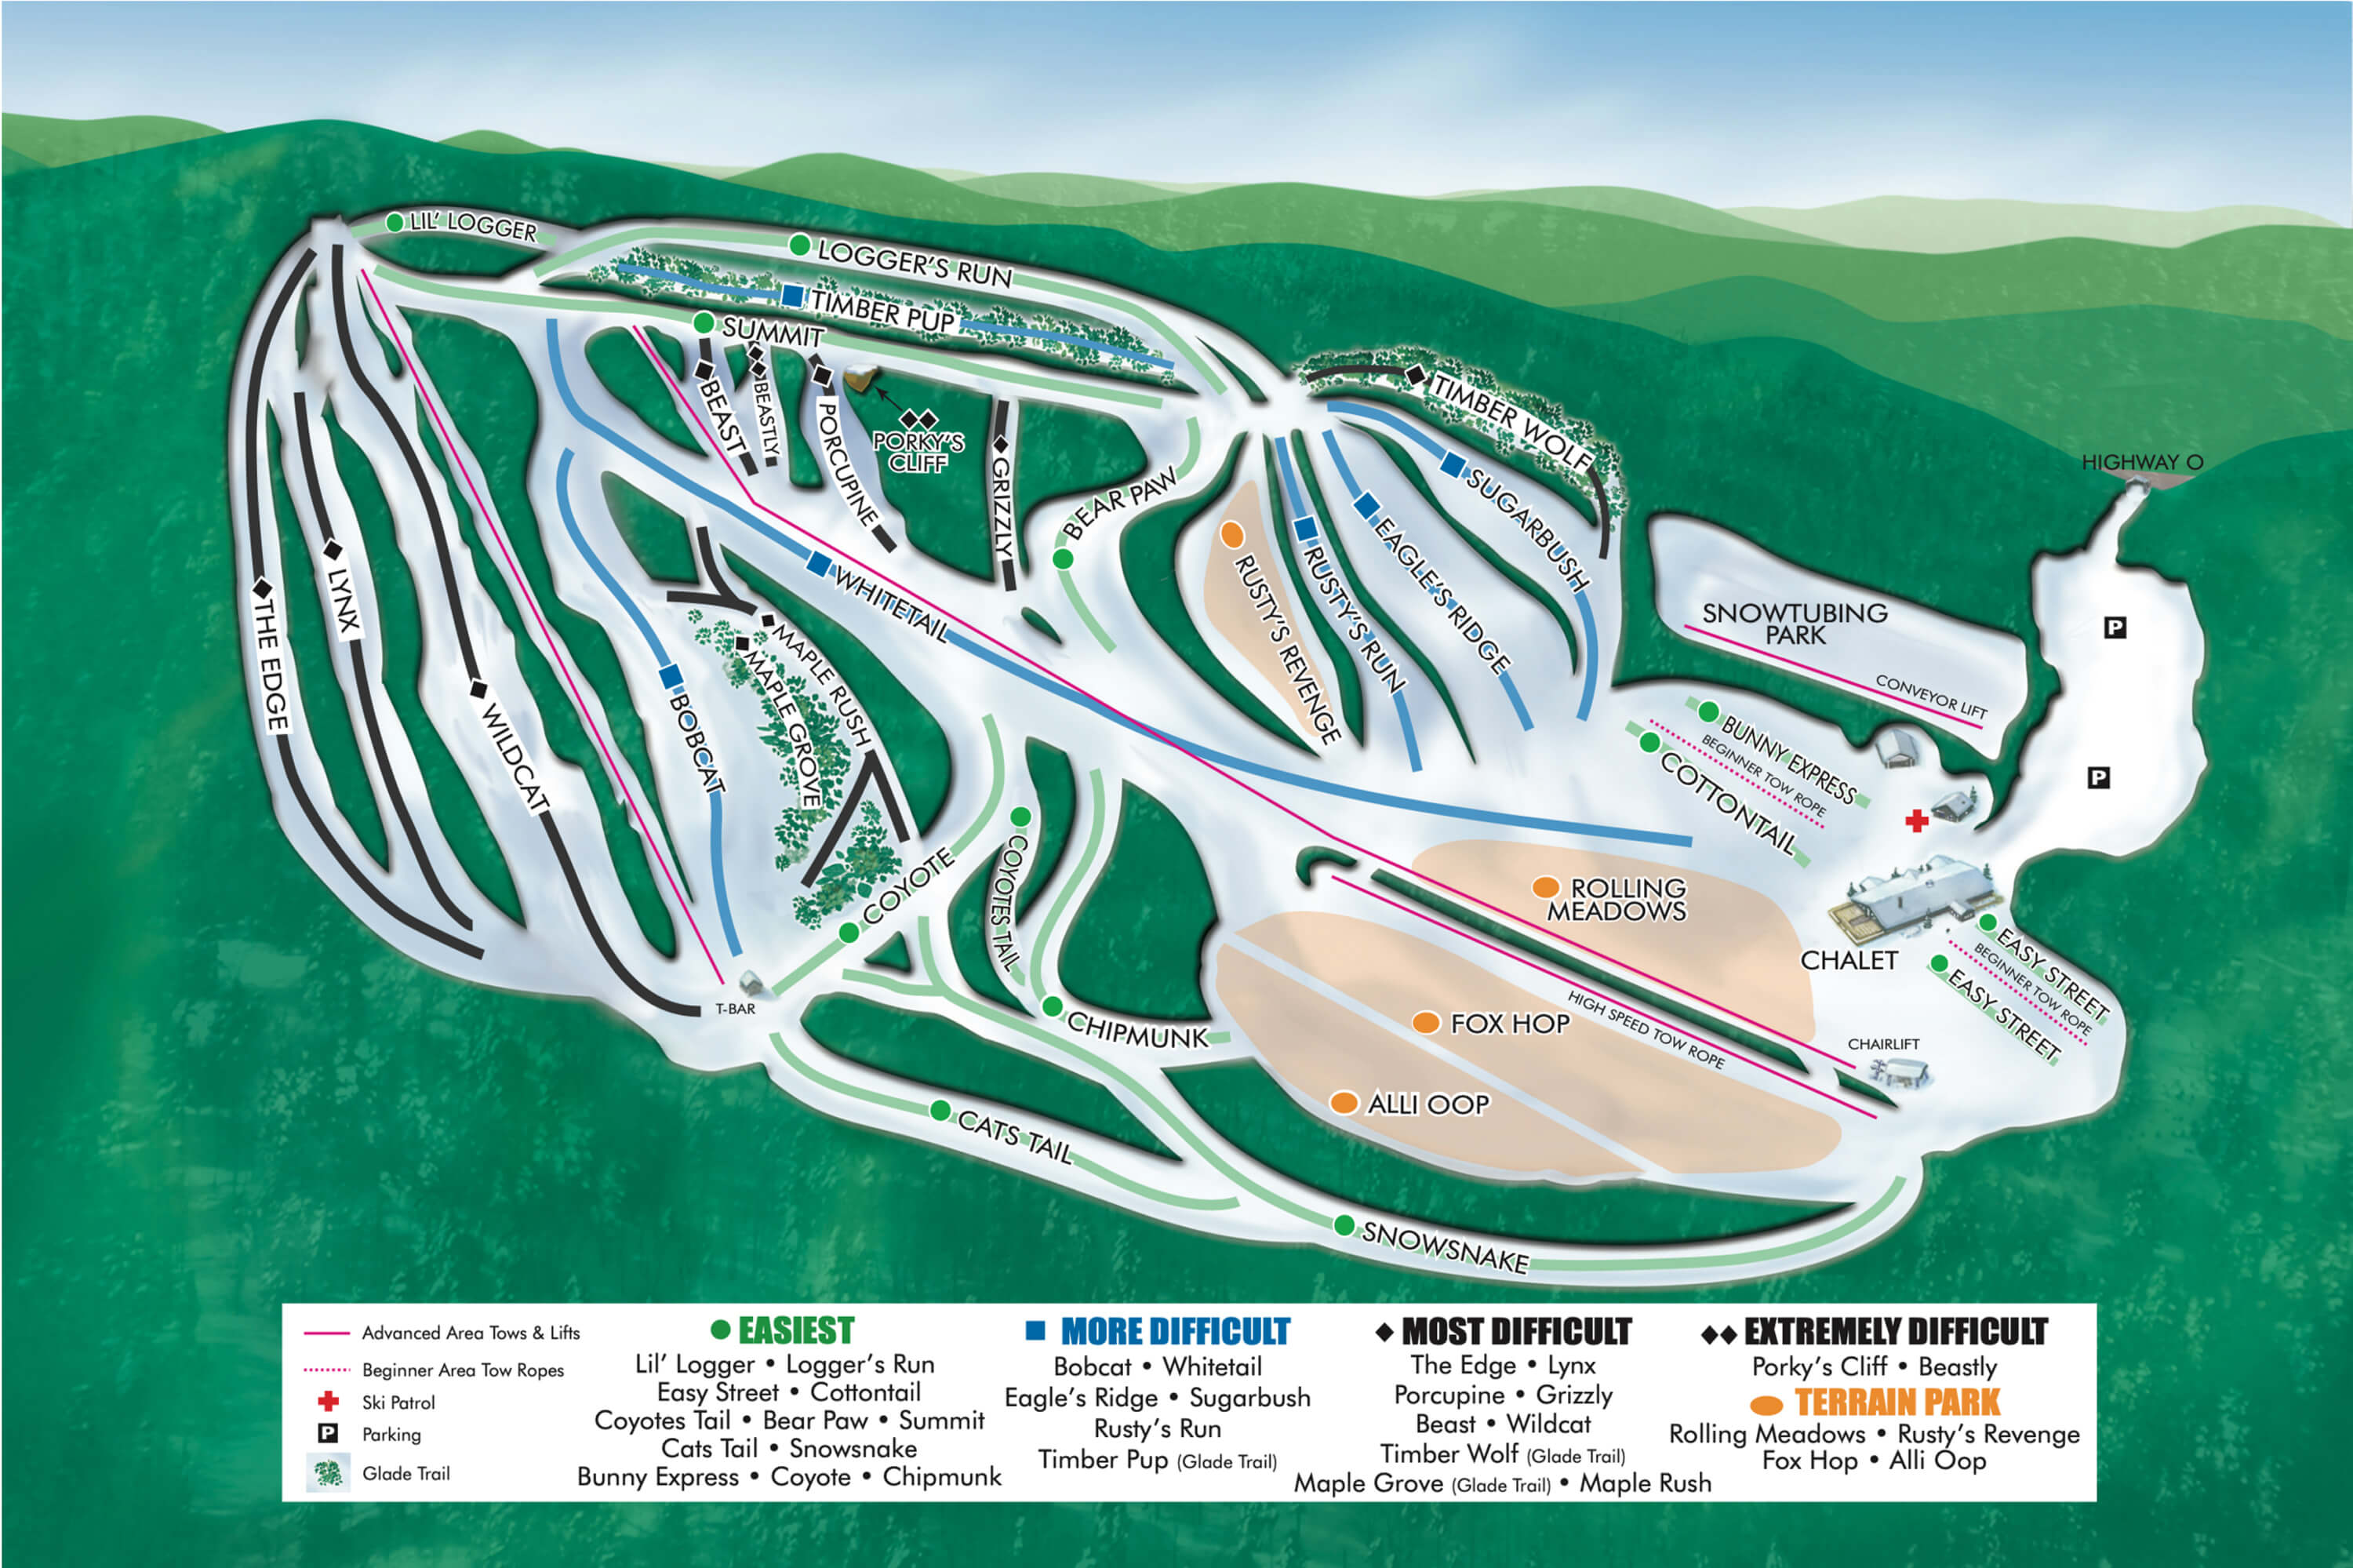 LIL' LOGGER
LOGGER'S RUN
TIMBER PUP
SUMMIT
BEAST
BEASTLY
PORCUPINE
PORKY'S
CLIFF
GRIZZLY
BEAR PAW
TIMBER WOLF
SUGARBUSH
EAGLE'S RIDGE
RUSTY'S RUN
RUSTY'S REVENGE
HIGHWAY O
P
P
SNOWTUBING
PARK
CONVEYOR LIFT
BUNNY EXPRESS
BEGINNER TOW ROPE
COTTONTAIL
THE EDGE
LYNX
WILDCAT
BOBCAT
WHITETAIL
MAPLE RUSH
MAPLE GROVE
COYOTE
COYOTES TAIL
CHIPMUNK
T-BAR
ROLLING
MEADOWS
FOX HOP
ALLI OOP
HIGH SPEED TOW ROPE
CHALET
CHAIRLIFT
EASY STREET
BEGINNER TOW ROPE
EASY STREET
CATS TAIL
SNOWSNAKE
Advanced Area Tows & Lifts
Beginner Area Tow Ropes
Ski Patrol
P Parking
Glade Trail
EASIEST
Lil' Logger • Logger's Run
Easy Street • Cottontail
Coyotes Tail • Bear Paw • Summit
Cats Tail • Snowsnake
Bunny Express • Coyote • Chipmunk
MORE DIFFICULT
Bobcat • Whitetail
Eagle's Ridge • Sugarbush
Rusty's Run
Timber Pup (Glade Trail)
MOST DIFFICULT
The Edge • Lynx
Porcupine • Grizzly
Beast • Wildcat
Timber Wolf (Glade Trail)
Maple Grove (Glade Trail) • Maple Rush
EXTREMELY DIFFICULT
Porky's Cliff • Beastly
TERRAIN PARK
Rolling Meadows • Rusty's Revenge
Fox Hop • Alli Oop